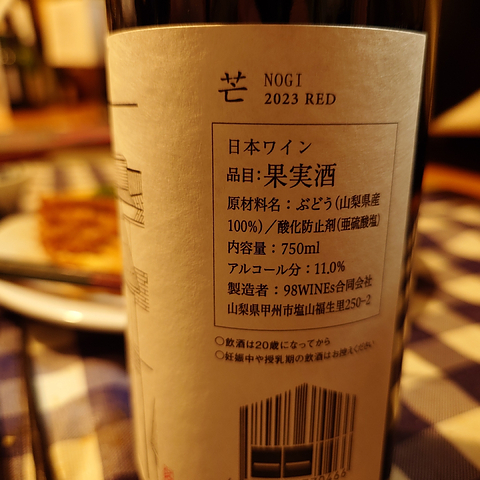 芒 NOGI
2023 RED
日本ワイン
品目:果実酒
原材料名:ぶどう(山梨県産
100%)/酸化防止剤(亜硫酸塩)
内容量:750ml
アルコール分:11.0%
製造者:98WINEs合同会社
山梨県甲州市塩山福生里250-2
○飲酒は20歳になってから
○妊娠中や授乳期の飲酒はお控えください